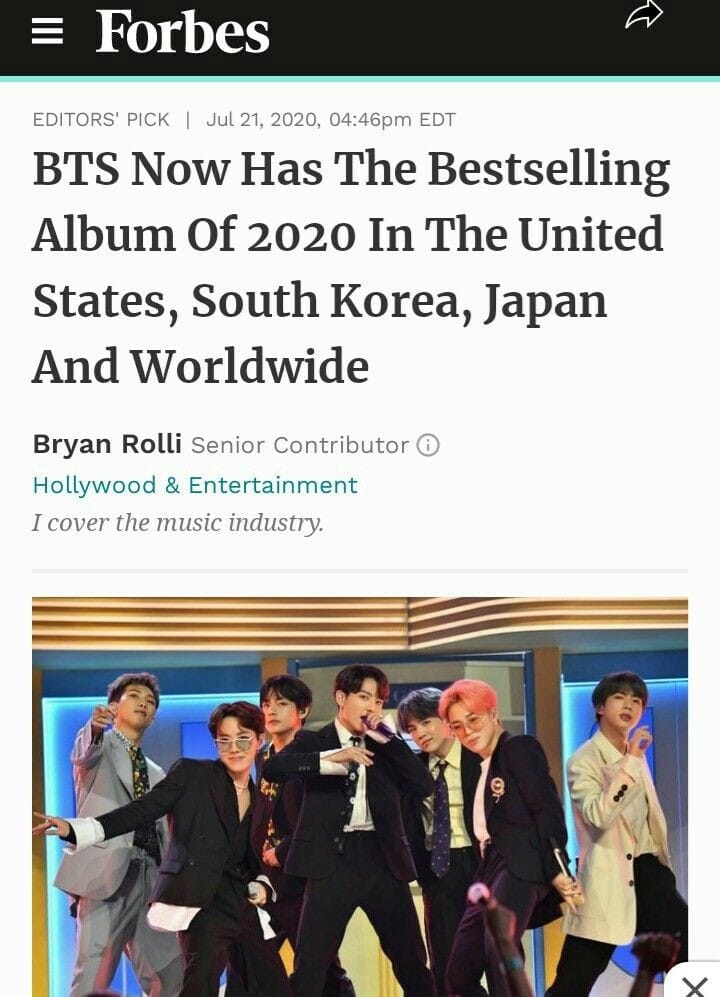 Forbes
EDITORS' PICK | Jul 21, 2020, 04:46pm EDT
BTS Now Has The Bestselling
Album Of 2020 In The United
States, South Korea, Japan
And Worldwide
Bryan Rolli Senior Contributor
Hollywood & Entertainment
I cover the music industry.